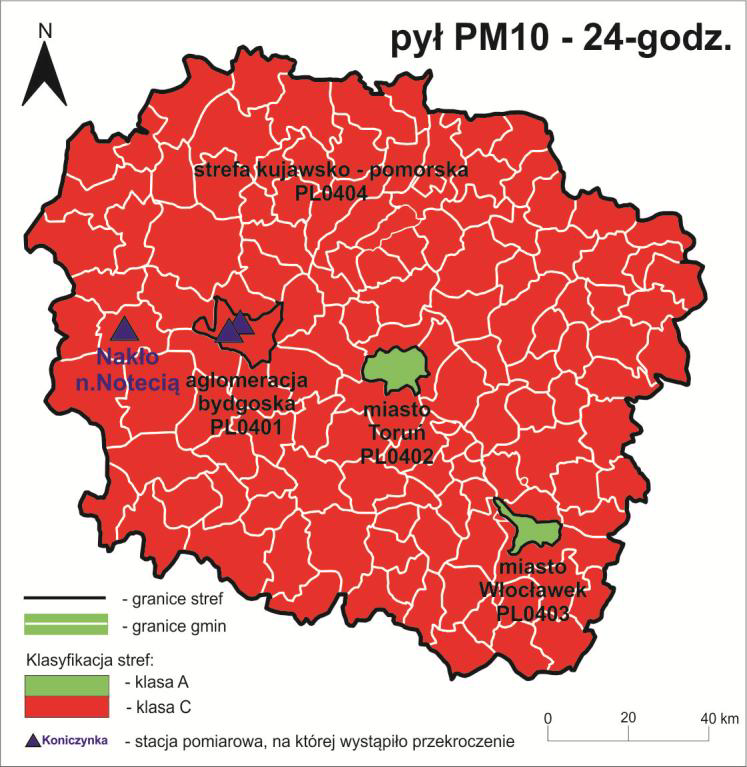 N
pył PM10 - 24-godz.
strefa kujawsko - pomorska
PL0404
Nakło
n.Notecią
aglomeracja
bydgoska
PL0401
miasto
Toruń
PL0402
miasto
Włocławek
PL0403
- granice stref
- granice gmin
Klasyfikacja stref:
- klasa A
- klasa C
Koniczynka - stacja pomiarowa, na której wystąpiło przekroczenie
0 20 40 km